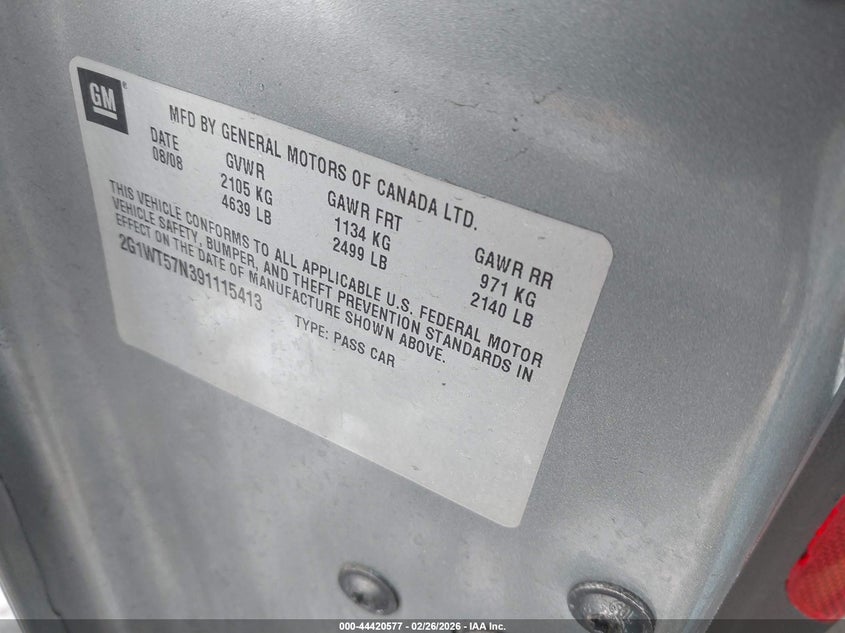 GM
MFD BY GENERAL MOTORS OF CANADA LTD.
DATE GVWR GAWR FRT GAWR RR
08/08 2105 KG 1134 KG 971 KG
4639 LB 2499 LB 2140 LB
THIS VEHICLE CONFORMS TO ALL APPLICABLE U.S. FEDERAL MOTOR
VEHICLE SAFETY, BUMPER, AND THEFT PREVENTION STANDARDS IN
EFFECT ON THE DATE OF MANUFACTURE SHOWN ABOVE.
2G1WT57N391115413 TYPE: PASS CAR
000-44420577 - 02/26/2026 - IAA Inc.